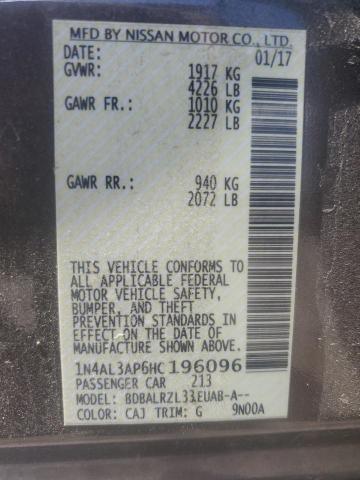 MFD BY NISSAN MOTOR CO., LTD.
DATE: 01/17
GVWR: 1917 KG
4226 LB
GAWR FR: 1010 KG
2227 LB
GAWR RR.: 940 KG
2072 LB
THIS VEHICLE CONFORMS TO
ALL APPLICABLE FEDERAL
MOTOR VEHICLE SAFETY,
BUMPER, AND THEFT
PREVENTION STANDARDS IN
EFFECT ON THE DATE OF
MANUFACTURE SHOWN ABOVE.
1N4AL3AP6HC196096
PASSENGER CAR 213
MODEL: BDBALRZL33EUAB-A--
COLOR: CAJ TRIM: G 9N00A